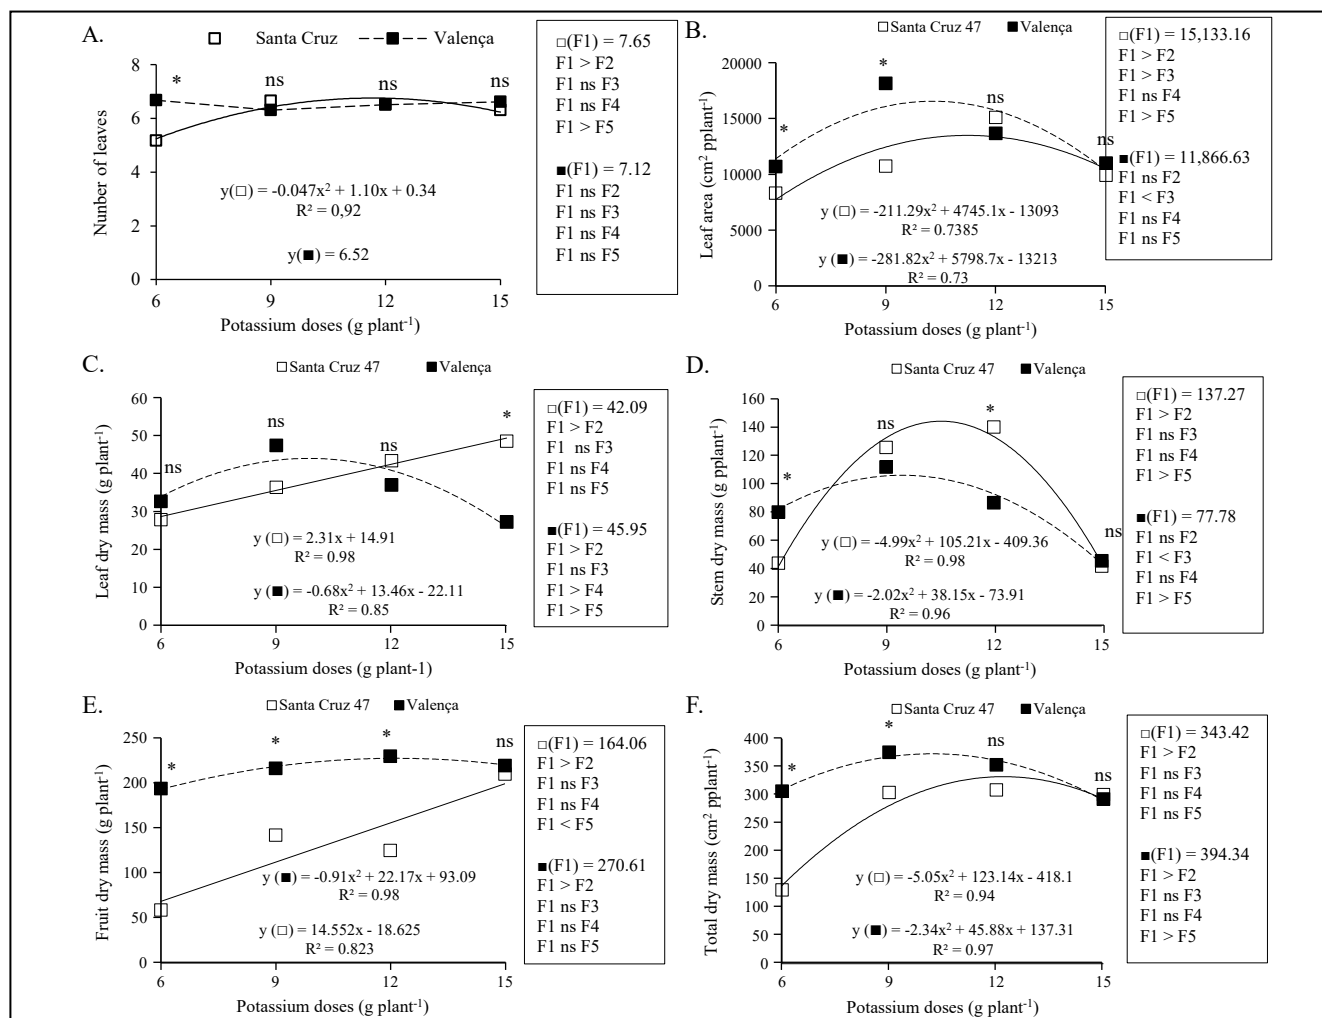 A.
□ Santa Cruz ■ Valença
Nunber of leaves
8
6
4
2
0
* ns ns ns
y(□) = -0.047x² + 1.10x + 0.34
R² = 0,92
y(■) = 6.52
6 9 12 15
Potassium doses (g plant⁻¹)
□(F1) = 7.65
F1 > F2
F1 ns F3
F1 ns F4
F1 > F5
■(F1) = 7.12
F1 ns F2
F1 ns F3
F1 ns F4
F1 ns F5
B.
□Santa Cruz 47 ■Valença
Leaf area (cm² pplant⁻¹)
20000
15000
10000
5000
0
* * ns ns
y (□) = -211.29x² + 4745.1x - 13093
R² = 0.7385
y (■)= -281.82x² + 5798.7x - 13213
R² = 0.73
6 9 12 15
Potassium doses (g plant⁻¹)
□(F1) = 15,133.16
F1 > F2
F1 > F3
F1 ns F4
F1 > F5
■(F1) = 11,866.63
F1 ns F2
F1 < F3
F1 ns F4
F1 ns F5
C.
□Santa Cruz 47 ■Valença
Leaf dry mass (g plant⁻¹)
60
50
40
30
20
10
0
ns ns ns *
y (□) = 2.31x + 14.91
R² = 0.98
y (■) = -0.68x² + 13.46x - 22.11
R² = 0.85
6 9 12 15
Potassium doses (g plant-1)
□(F1) = 42.09
F1 > F2
F1 ns F3
F1 ns F4
F1 ns F5
■(F1) = 45.95
F1 > F2
F1 ns F3
F1 > F4
F1 > F5
D.
□Santa Cruz 47 ■Valença
Stem dry mass (g pplant⁻¹)
160
140
120
100
80
60
40
20
0
* ns * ns
y (□) = -4.99x² + 105.21x - 409.36
R² = 0.98
y (■) = -2.02x² + 38.15x - 73.91
R² = 0.96
6 9 12 15
Potassium doses (g plant⁻¹)
□(F1) = 137.27
F1 > F2
F1 ns F3
F1 ns F4
F1 > F5
■(F1) = 77.78
F1 ns F2
F1 < F3
F1 ns F4
F1 > F5
E.
□Santa Cruz 47 ■Valença
Fruit dry mass (g plant⁻¹)
250
200
150
100
50
0
* * * ns
y (■) = -0.91x² + 22.17x + 93.09
R² = 0.98
y (□) = 14.552x - 18.625
R² = 0.823
6 9 12 15
Potassium doses (g plant⁻¹)
□(F1) = 164.06
F1 > F2
F1 ns F3
F1 ns F4
F1 < F5
■(F1) = 270.61
F1 > F2
F1 ns F3
F1 ns F4
F1 ns F5
F.
□Santa Cruz 47 ■Valença
Total dry mass (cm² pplant⁻¹)
400
350
300
250
200
150
100
50
0
* * ns ns
y (□) = -5.05x² + 123.14x - 418.1
R² = 0.94
y (■) = -2.34x² + 45.88x + 137.31
R² = 0.97
6 9 12 15
Potassium doses (g plant⁻¹)
□(F1) = 343.42
F1 > F2
F1 ns F3
F1 ns F4
F1 ns F5
■(F1) = 394.34
F1 > F2
F1 ns F3
F1 ns F4
F1 > F5